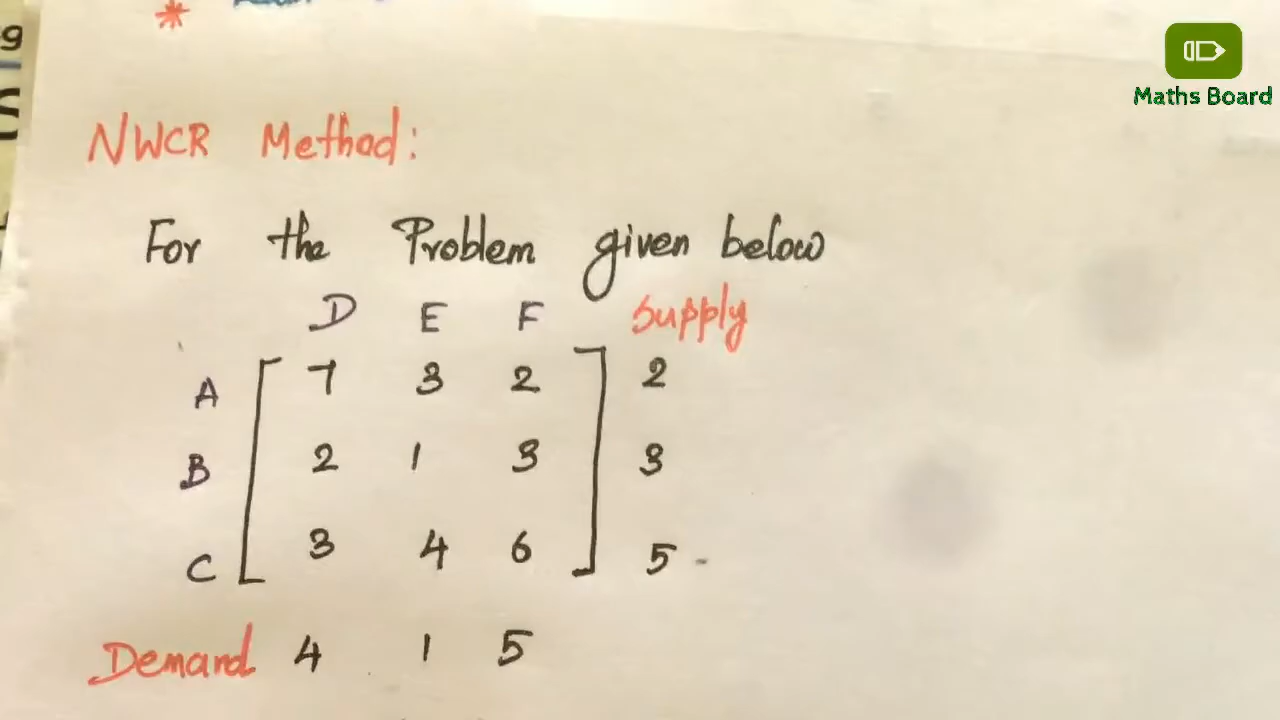 Maths Board
NWCR Method:
For the Problem given below
D E F Supply
A 7 3 2 2
B 2 1 3 3
C 3 4 6 5
Demand 4 1 5